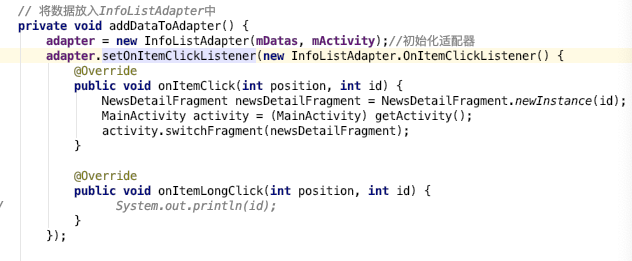 // 将数据放入InfoListAdapter中
private void addDataToAdapter() {
adapter = new InfoListAdapter(mDatas, mActivity);//初始化适配器
adapter.setOnItemClickListener(new InfoListAdapter.OnItemClickListener() {
@Override
public void onItemClick(int position, int id) {
NewsDetailFragment newsDetailFragment = NewsDetailFragment.newInstance(id);
MainActivity activity = (MainActivity) getActivity();
activity.switchFragment(newsDetailFragment);
}
@Override
public void onItemLongClick(int position, int id) {
/ System.out.println(id);
}
});